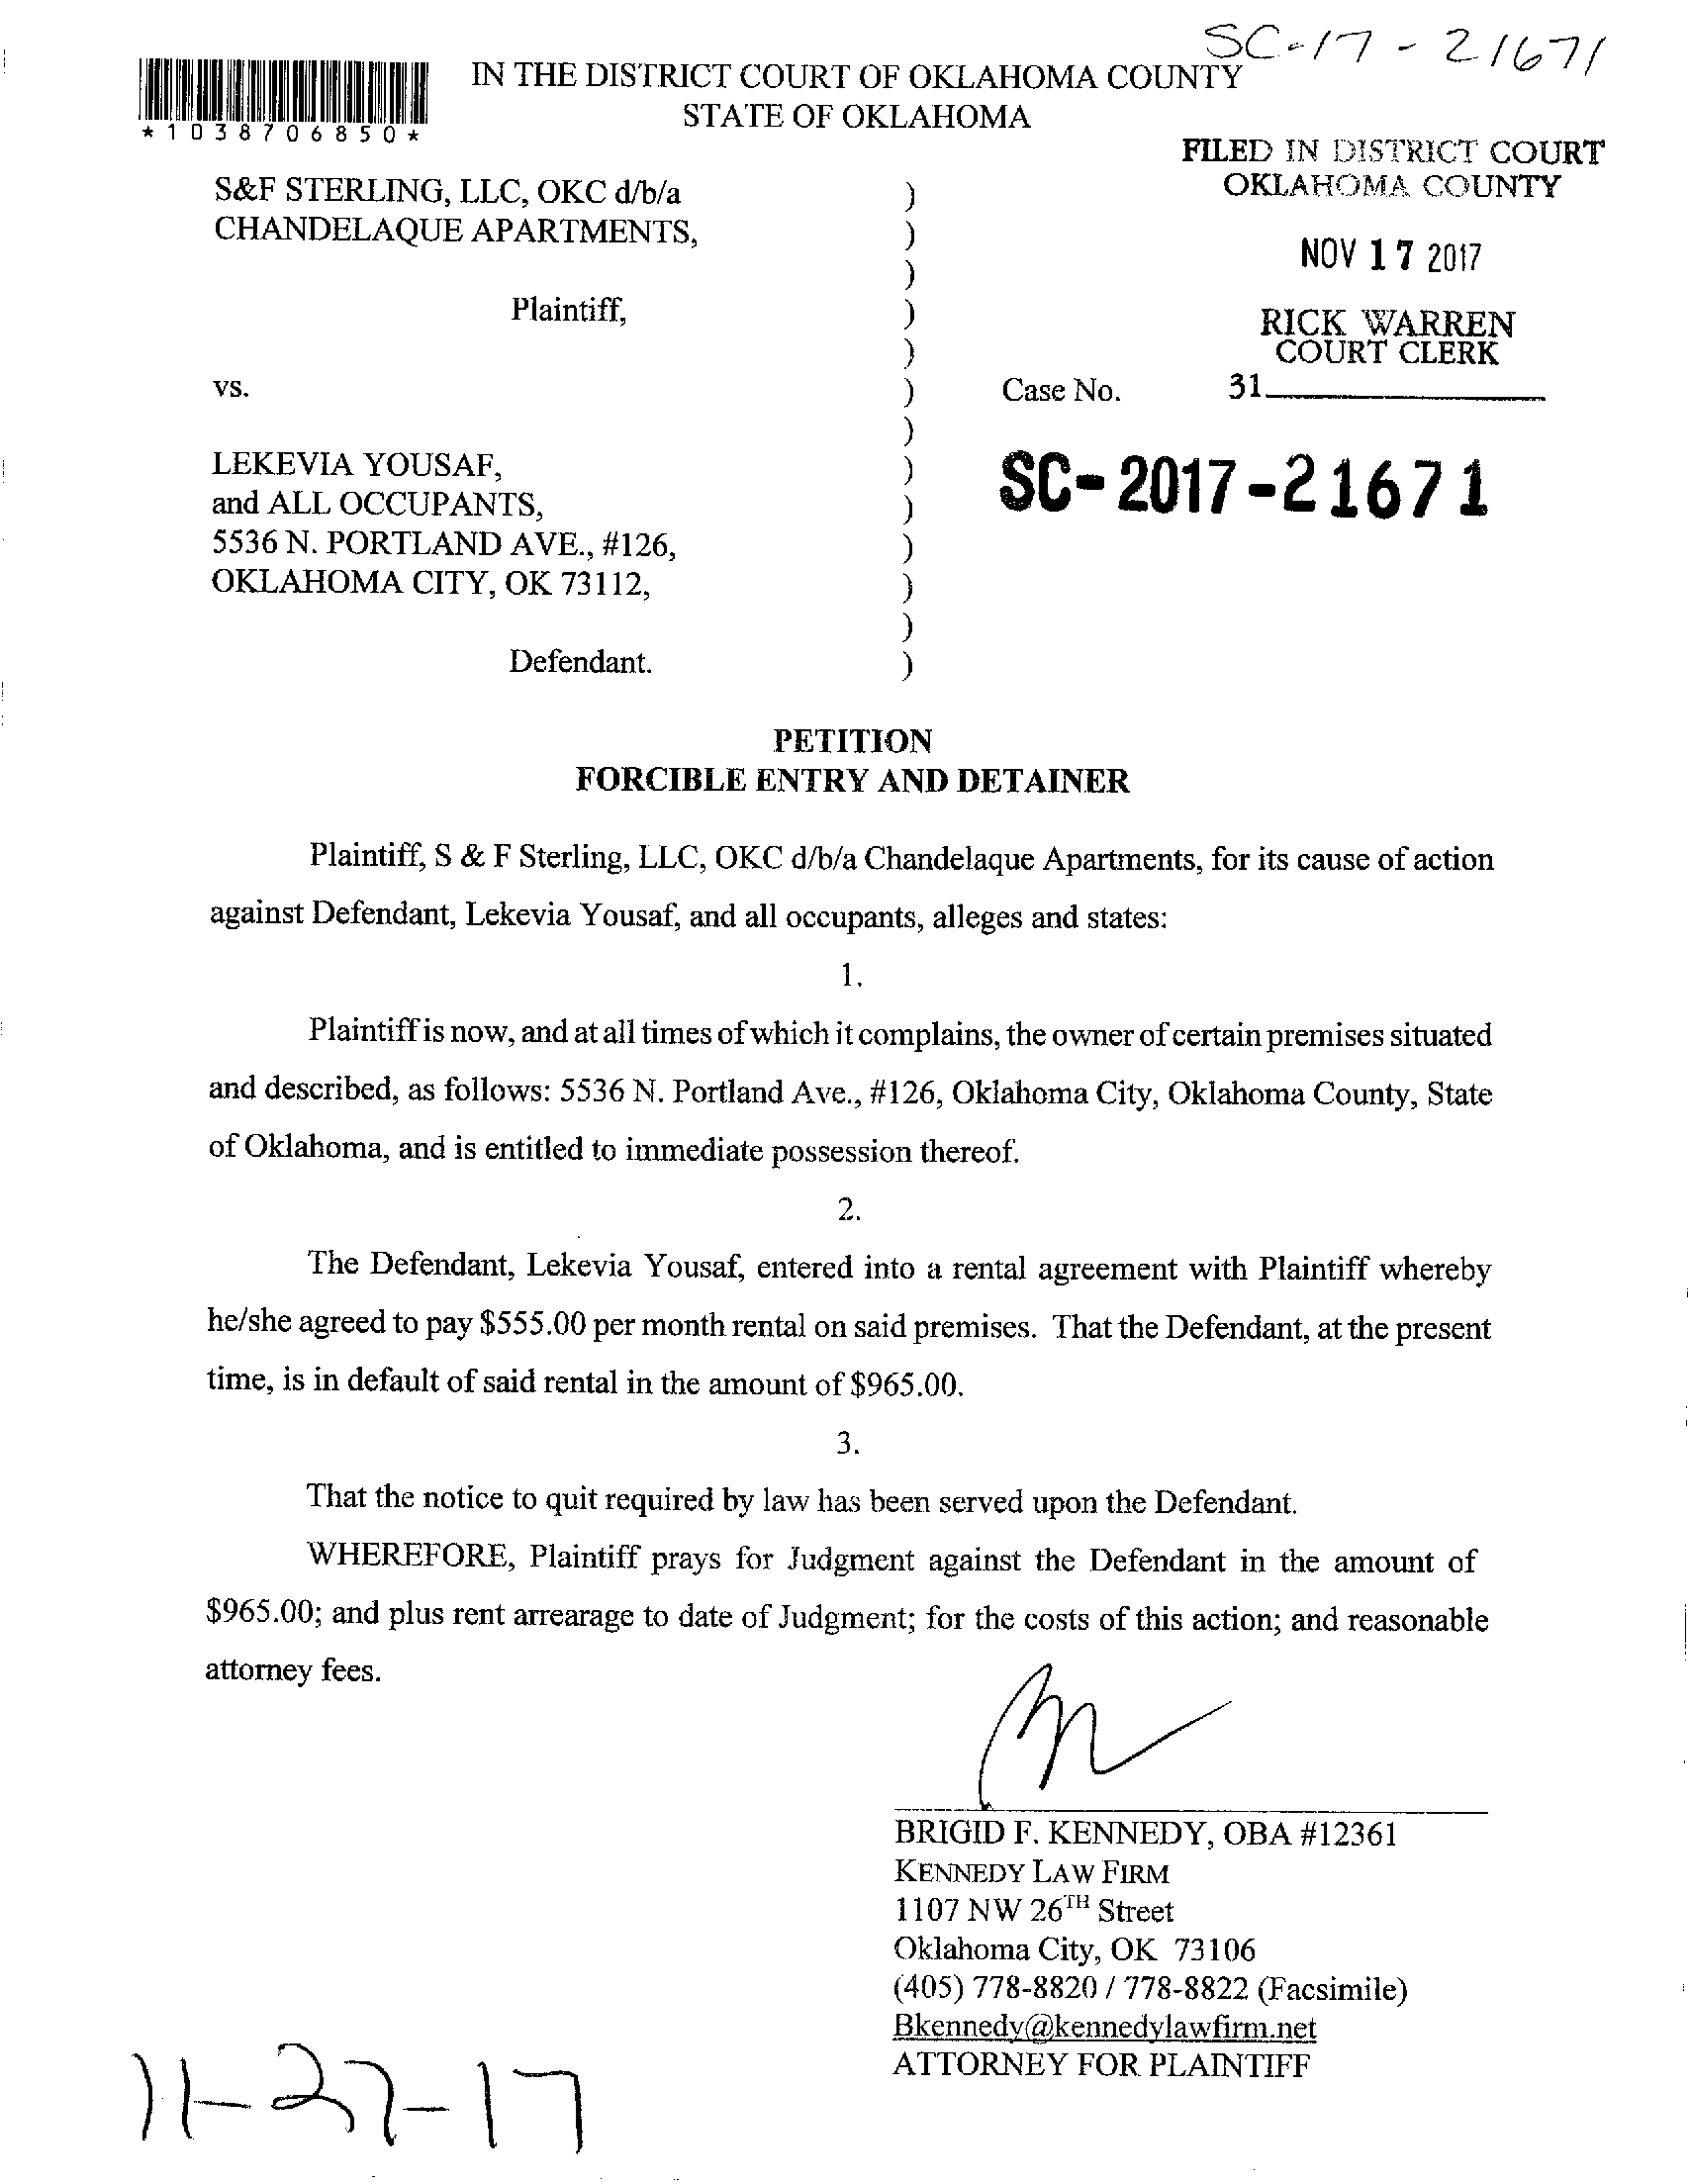 SC-17-21671
IN THE DISTRICT COURT OF OKLAHOMA COUNTY
STATE OF OKLAHOMA
*1038706850*
FILED IN DISTRICT COURT
OKLAHOMA COUNTY
NOV 17 2017
RICK WARREN
COURT CLERK
31
S&F STERLING, LLC, OKC d/b/a )
CHANDELAQUE APARTMENTS, )
)
Plaintiff, )
)
vs. ) Case No.
)
LEKEVIA YOUSAF, ) SC-2017-21671
and ALL OCCUPANTS, )
5536 N. PORTLAND AVE., #126, )
OKLAHOMA CITY, OK 73112, )
)
Defendant. )
PETITION
FORCIBLE ENTRY AND DETAINER
Plaintiff, S & F Sterling, LLC, OKC d/b/a Chandelaque Apartments, for its cause of action
against Defendant, Lekevia Yousaf, and all occupants, alleges and states:
1.
Plaintiff is now, and at all times of which it complains, the owner of certain premises situated
and described, as follows: 5536 N. Portland Ave., #126, Oklahoma City, Oklahoma County, State
of Oklahoma, and is entitled to immediate possession thereof.
2.
The Defendant, Lekevia Yousaf, entered into a rental agreement with Plaintiff whereby
he/she agreed to pay $555.00 per month rental on said premises. That the Defendant, at the present
time, is in default of said rental in the amount of $965.00.
3.
That the notice to quit required by law has been served upon the Defendant.
WHEREFORE, Plaintiff prays for Judgment against the Defendant in the amount of
$965.00; and plus rent arrearage to date of Judgment; for the costs of this action; and reasonable
attorney fees.
BRIGID F. KENNEDY, OBA #12361
KENNEDY LAW FIRM
1107 NW 26TH Street
Oklahoma City, OK 73106
(405) 778-8820 / 778-8822 (Facsimile)
Bkennedy@kennedylawfirm.net
ATTORNEY FOR PLAINTIFF
11-27-17